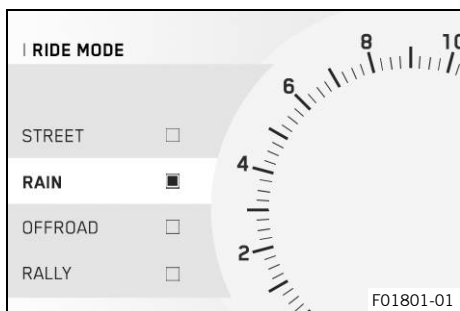 RIDE MODE
STREET
RAIN
OFFROAD
RALLY
2
4
6
8
10
F01801-01